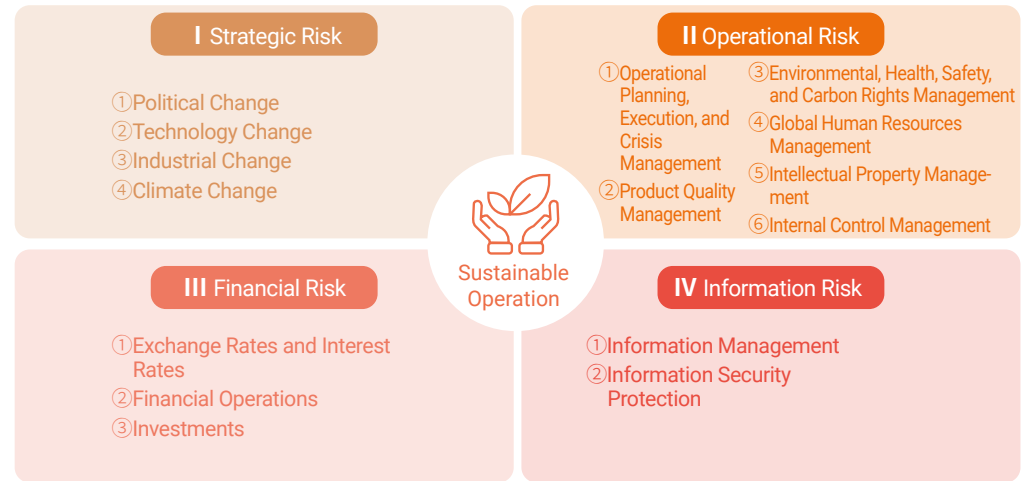 I Strategic Risk
①Political Change
②Technology Change
③Industrial Change
④Climate Change
II Operational Risk
①Operational
Planning,
Execution, and
Crisis
Management
②Product Quality
Management
③Environmental, Health, Safety,
and Carbon Rights Management
④Global Human Resources
Management
⑤Intellectual Property Manage-
ment
⑥Internal Control Management
Sustainable
Operation
III Financial Risk
①Exchange Rates and Interest
Rates
②Financial Operations
③Investments
IV Information Risk
①Information Management
②Information Security
Protection